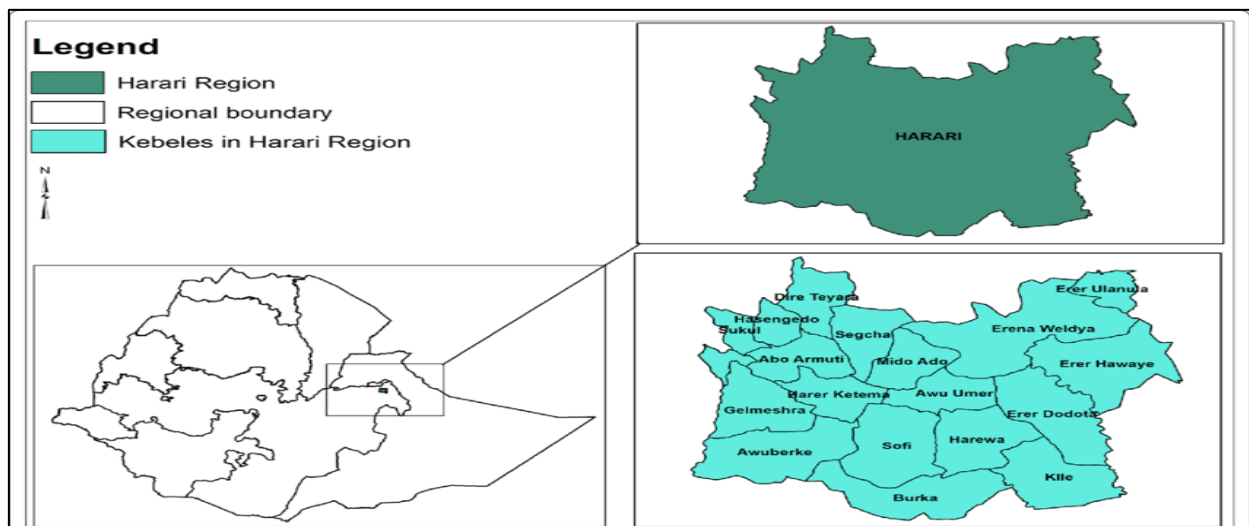 Legend
Harari Region
Regional boundary
Kebeles in Harari Region
N
HARARI
Dire Teyara
Erer Ulanula
Hasengedo
Sukul
Segcha
Erena Weldya
Abo Armuti
Mido Ado
Erer Hawaye
Harer Ketema
Awu Umer
Gelmeshra
Erer Dodota
Awuberke
Sofi
Harewa
Klle
Burka